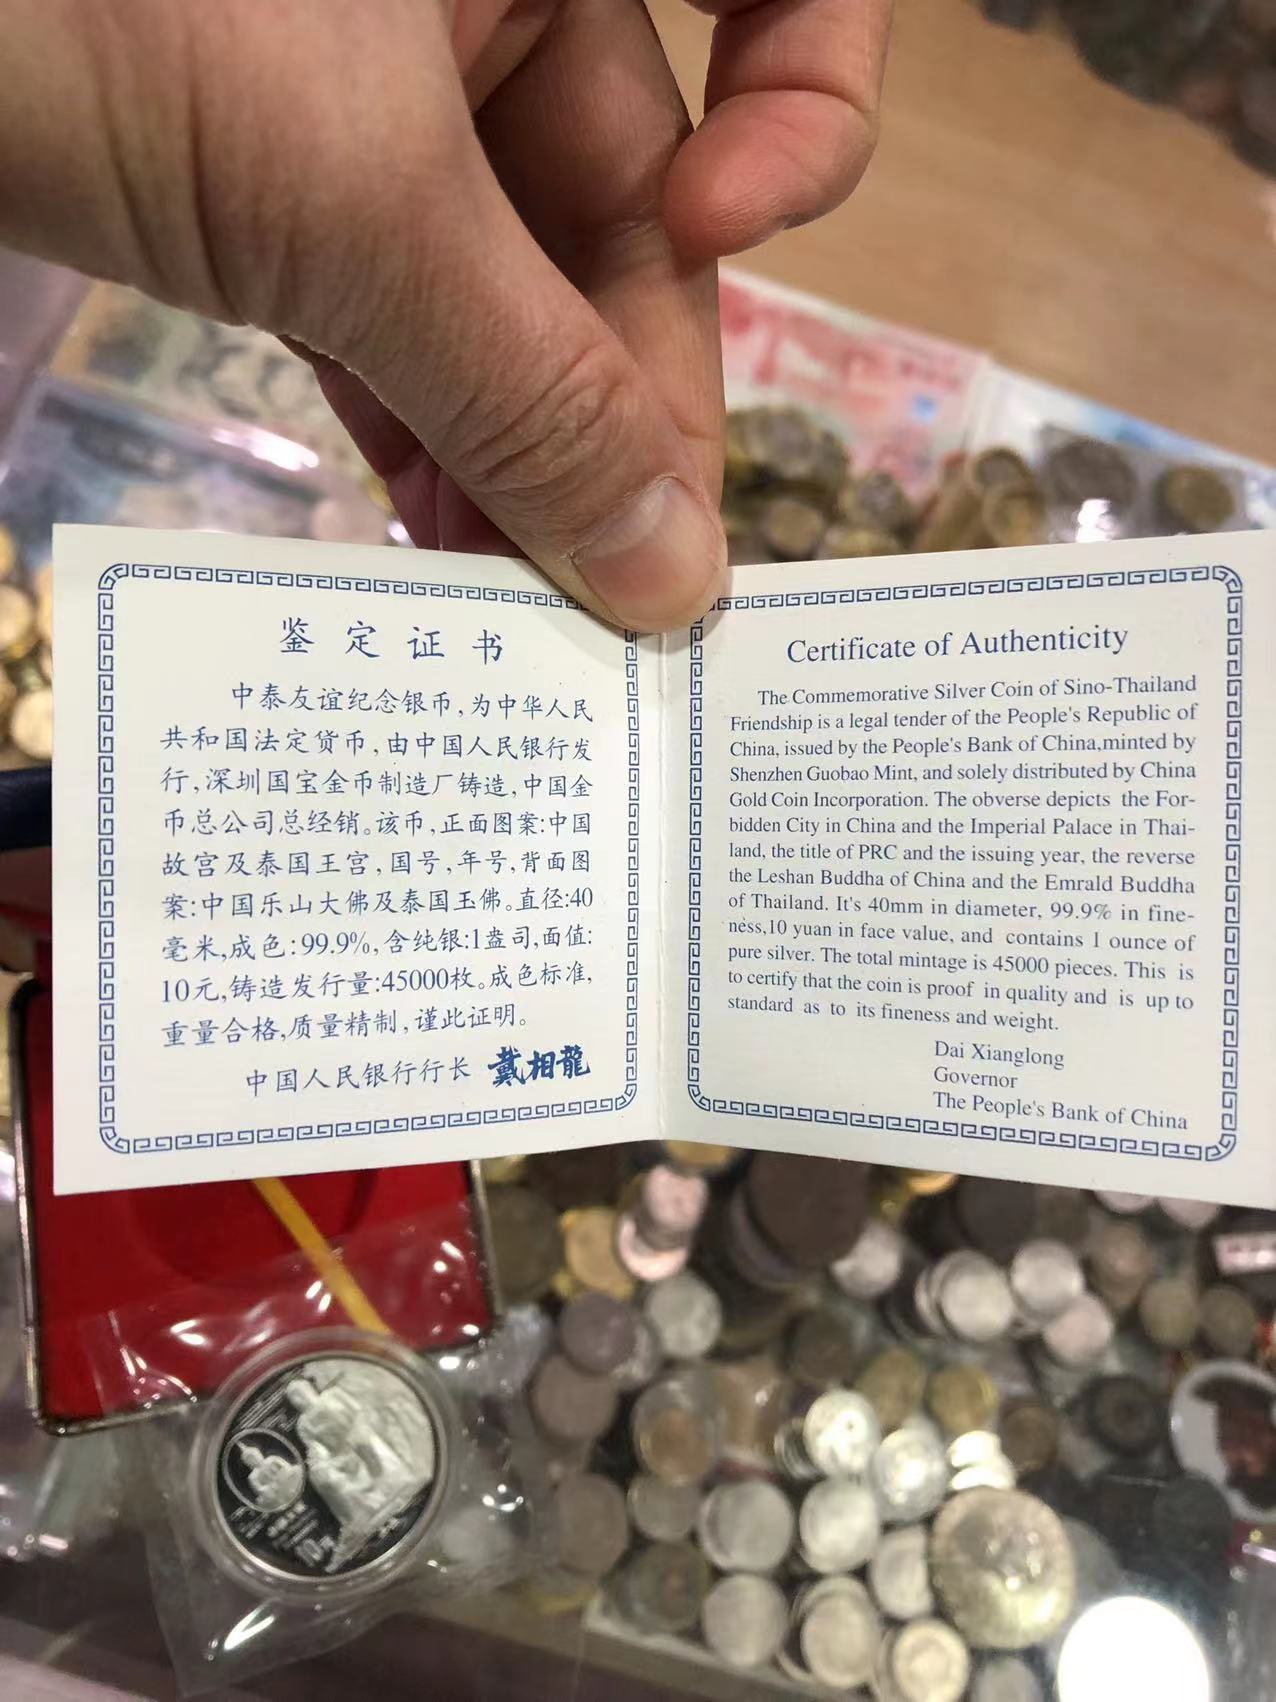 鉴定证书
中泰友谊纪念银币,为中华人民
共和国法定货币,由中国人民银行发
行,深圳国宝金币制造厂铸造,中国金
币总公司总经销。该币,正面图案:中国
故宫及泰国王宫,国号,年号,背面图
案:中国乐山大佛及泰国玉佛。直径:40
毫米,成色:99.9%,含纯银:1盎司,面值:
10元,铸造发行量:45000枚。成色标准,
重量合格,质量精制,谨此证明。
中国人民银行行长 戴相龍
Certificate of Authenticity
The Commemorative Silver Coin of Sino-Thailand
Friendship is a legal tender of the People's Republic of
China, issued by the People's Bank of China,minted by
Shenzhen Guobao Mint, and solely distributed by China
Gold Coin Incorporation. The obverse depicts the For-
bidden City in China and the Imperial Palace in Thai-
land, the title of PRC and the issuing year, the reverse
the Leshan Buddha of China and the Emrald Buddha
of Thailand. It's 40mm in diameter, 99.9% in fine-
ness,10 yuan in face value, and contains 1 ounce of
pure silver. The total mintage is 45000 pieces. This is
to certify that the coin is proof in quality and is up to
standard as to its fineness and weight.
Dai Xianglong
Governor
The People's Bank of China
10元